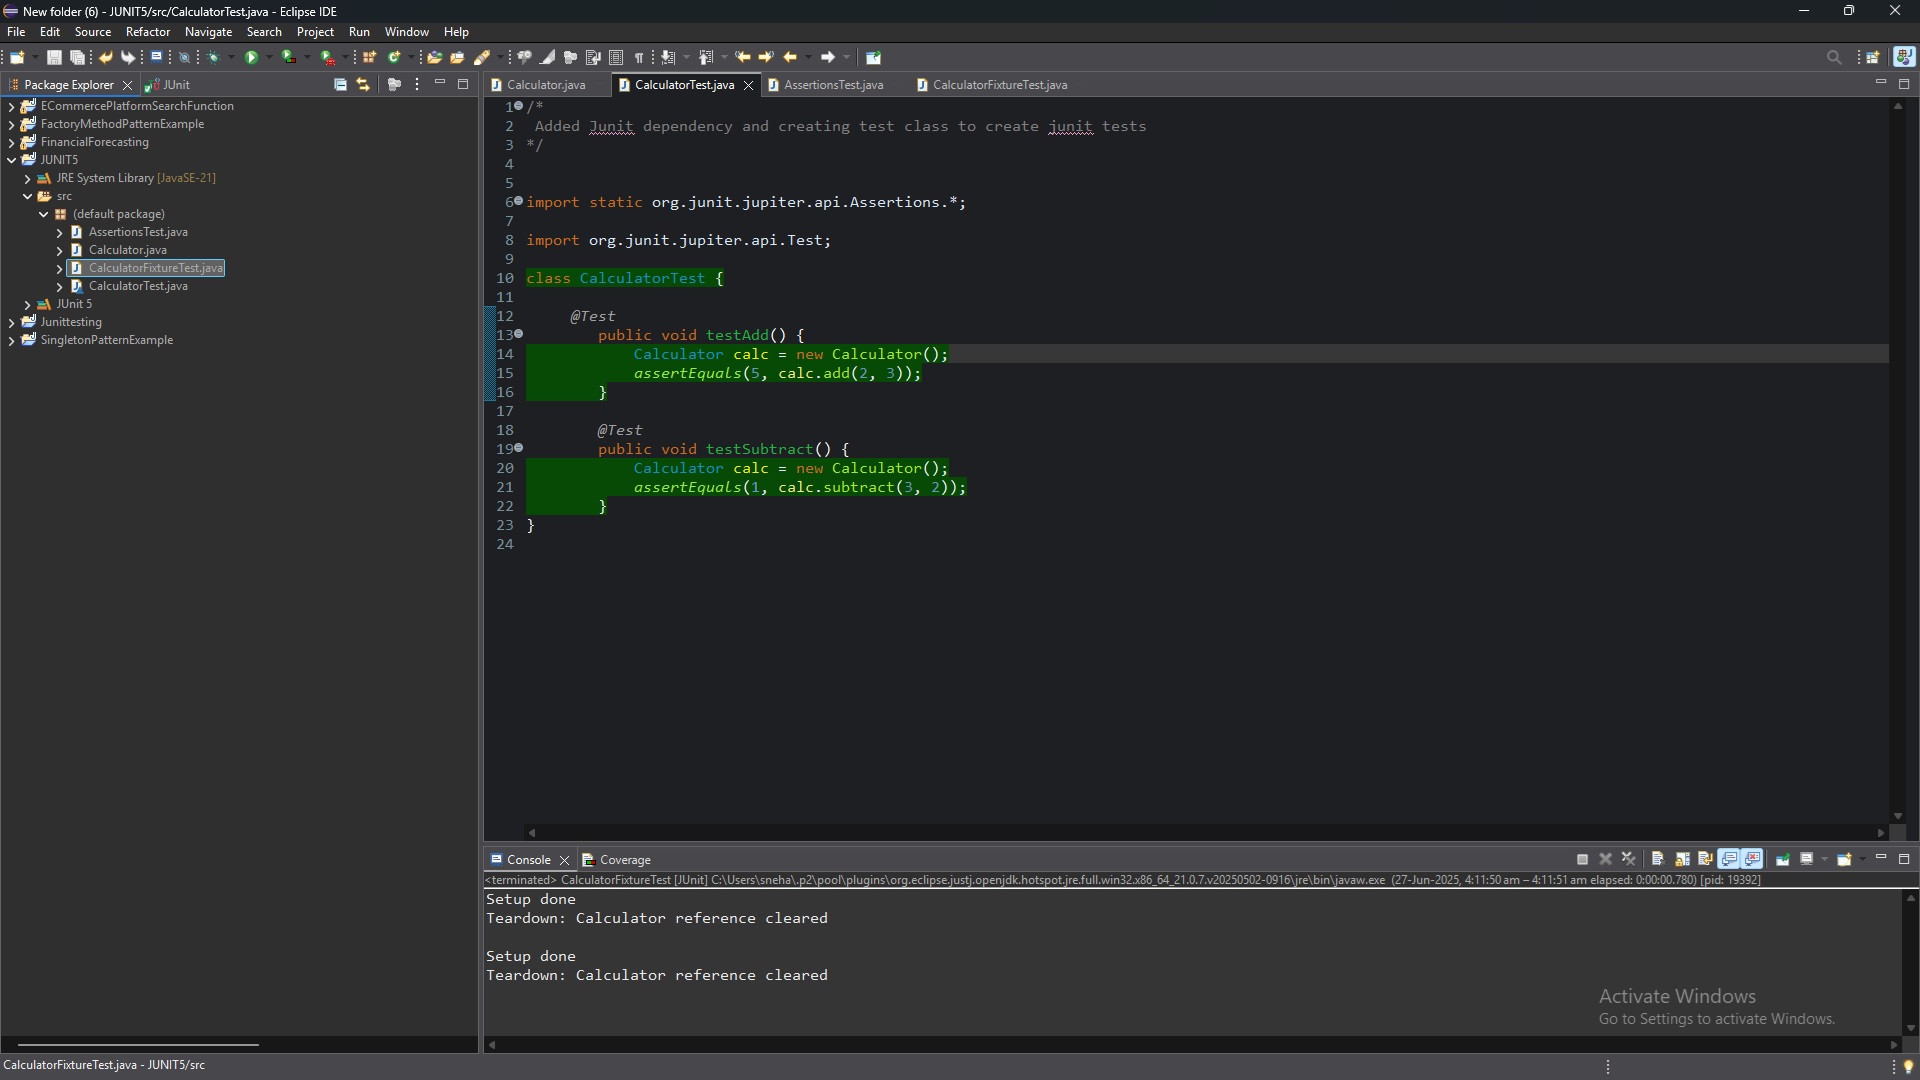 New folder (6) - JUNIT5/src/CalculatorTest.java - Eclipse IDE
File Edit Source Refactor Navigate Search Project Run Window Help
Package Explorer
JUnit
ECommercePlatformSearchFunction
FactoryMethodPatternExample
FinancialForecasting
JUNIT5
JRE System Library [JavaSE-21]
src
(default package)
AssertionsTest.java
Calculator.java
CalculatorFixtureTest.java
CalculatorTest.java
JUnit 5
Junittesting
SingletonPatternExample
Calculator.java CalculatorTest.java AssertionsTest.java CalculatorFixtureTest.java
1 /*
2 Added Junit dependency and creating test class to create junit tests
3 */
4
5
6 import static org.junit.jupiter.api.Assertions.*;
7
8 import org.junit.jupiter.api.Test;
9
10 class CalculatorTest {
11
12 @Test
13 public void testAdd() {
14 Calculator calc = new Calculator();
15 assertEquals(5, calc.add(2, 3));
16 }
17
18 @Test
19 public void testSubtract() {
20 Calculator calc = new Calculator();
21 assertEquals(1, calc.subtract(3, 2));
22 }
23 }
24
Console Coverage
<terminated> CalculatorFixtureTest [JUnit] C:\Users\sneha\.p2\pool\plugins\org.eclipse.justj.openjdk.hotspot.jre.full.win32.x86_64_21.0.7.v20250502-0916\jre\bin\javaw.exe (27-Jun-2025, 4:11:50 am – 4:11:51 am elapsed: 0:00:00.780) [pid: 19392]
Setup done
Teardown: Calculator reference cleared
Setup done
Teardown: Calculator reference cleared
Activate Windows
Go to Settings to activate Windows.
CalculatorFixtureTest.java - JUNIT5/src